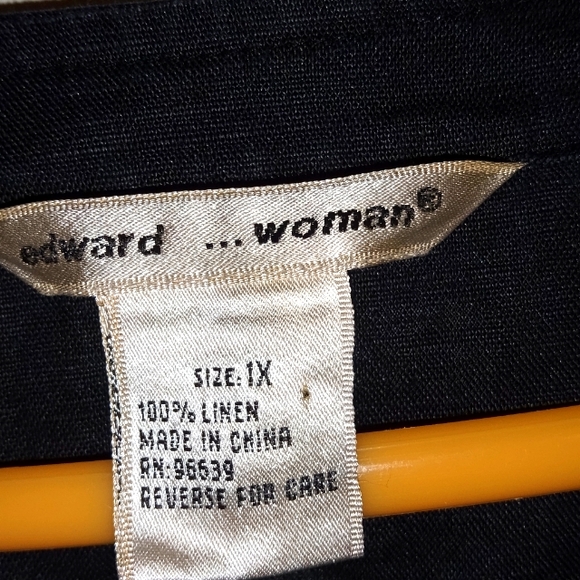 edward ... woman®
SIZE: 1X
100% LINEN
MADE IN CHINA
RN: 96639
REVERSE FOR CARE